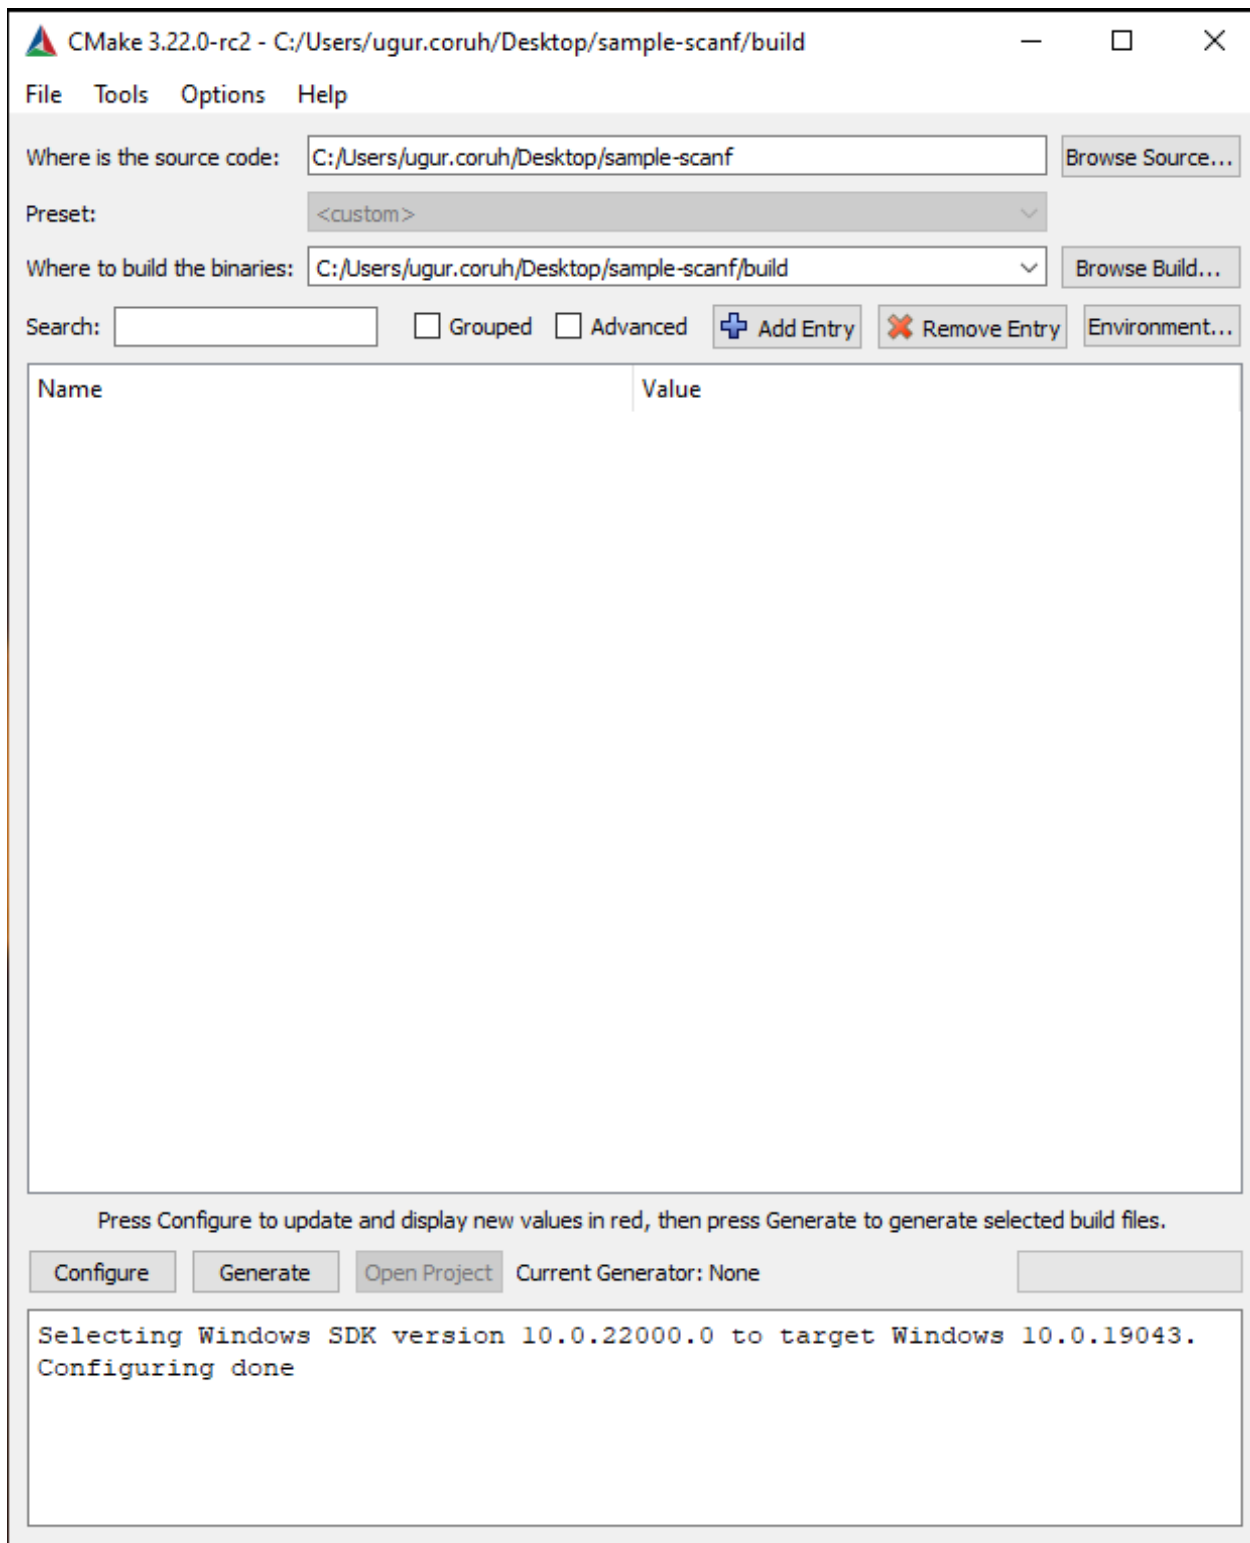 CMake 3.22.0-rc2 - C:/Users/ugur.coruh/Desktop/sample-scanf/build
File Tools Options Help
Where is the source code: C:/Users/ugur.coruh/Desktop/sample-scanf Browse Source...
Preset: <custom>
Where to build the binaries: C:/Users/ugur.coruh/Desktop/sample-scanf/build Browse Build...
Search: Grouped Advanced Add Entry Remove Entry Environment...
Name Value
Press Configure to update and display new values in red, then press Generate to generate selected build files.
Configure Generate Open Project Current Generator: None
Selecting Windows SDK version 10.0.22000.0 to target Windows 10.0.19043.
Configuring done